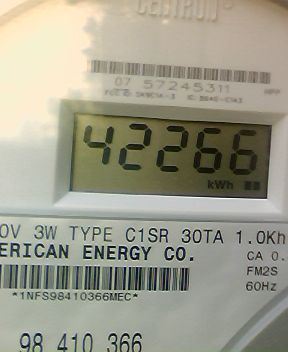 CENTRON®
07 57245311
42266
kWh
0V 3W TYPE C1SR 30TA 1.0Kh
ERICAN ENERGY CO.
CA 0.
FM2S
*1NFS98410366MEC*
60Hz
98 410 366